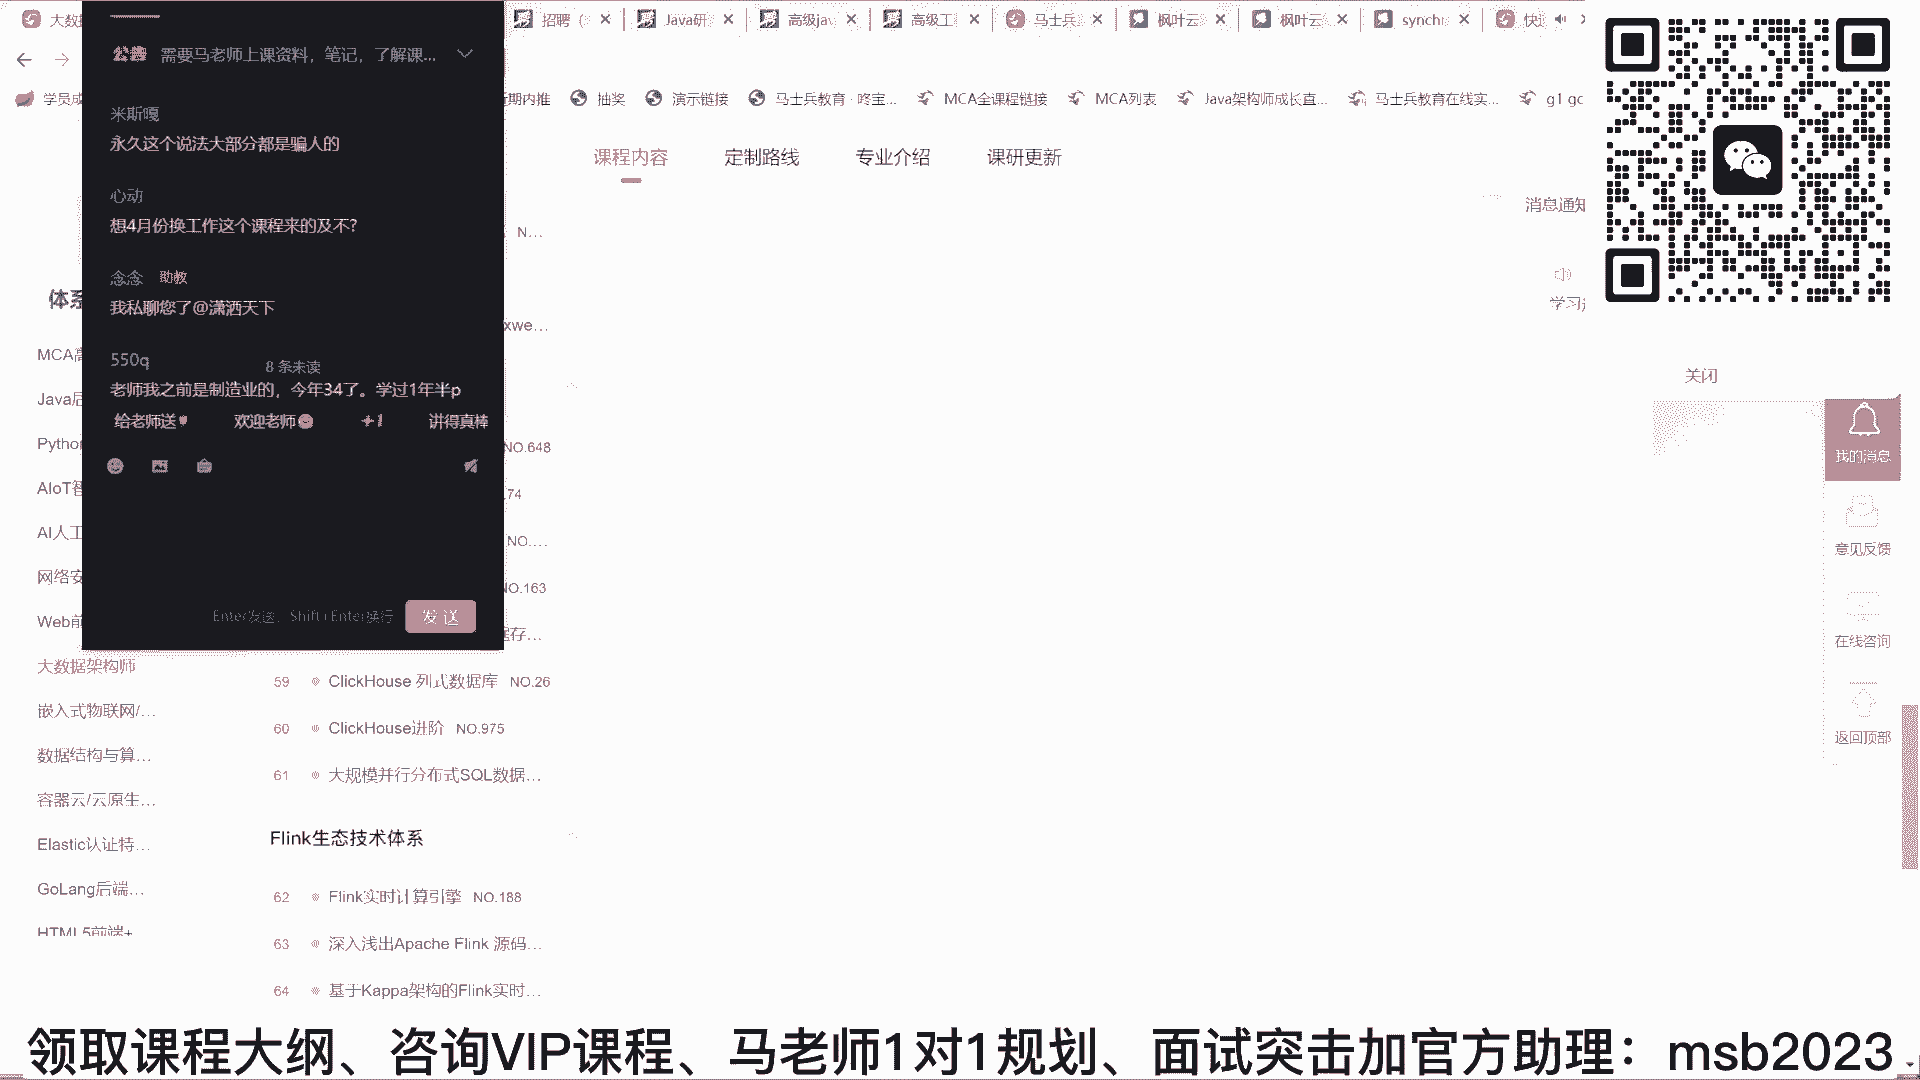 大数据
招聘（
Java研
高级jav
高级工
马士兵
枫叶云
枫叶云
synchr
快
学员成
近期内推
抽奖
演示链接
马士兵教育 · 咚宝...
MCA全课程链接
MCA列表
Java架构师成长直...
马士兵教育在线实...
g1 gc
公告
需要马老师上课资料，笔记，了解课...
米斯嘎
永久这个说法大部分都是骗人的
心动
想4月份换工作这个课程来的及不?
念念 助教
我私聊您了@潇洒天下
550q
8 条未读
老师我之前是制造业的，今年34了。学过1年半p
给老师送
欢迎老师
+1
讲得真棒
Enter发送，Shift+Enter换行
发 送
课程内容
定制路线
专业介绍
课研更新
消息通知
学习
关闭
我的消息
意见反馈
在线咨询
返回顶部
体系
MCA高
Java后
Python
AIoT智
AI人工
网络安
Web前
大数据架构师
嵌入式物联网/...
数据结构与算...
容器云/云原生...
Elastic认证特...
GoLang后端...
HTML5前端+
N...
xwe...
NO.648
74
NO....
NO.163
据存...
59 ClickHouse 列式数据库 NO.26
60 ClickHouse进阶 NO.975
61 大规模并行分布式SQL数据...
Flink生态技术体系
62 Flink实时计算引擎 NO.188
63 深入浅出Apache Flink 源码...
64 基于Kappa架构的Flink实时...
领取课程大纲、咨询VIP课程、马老师1对1规划、面试突击加官方助理：msb2023